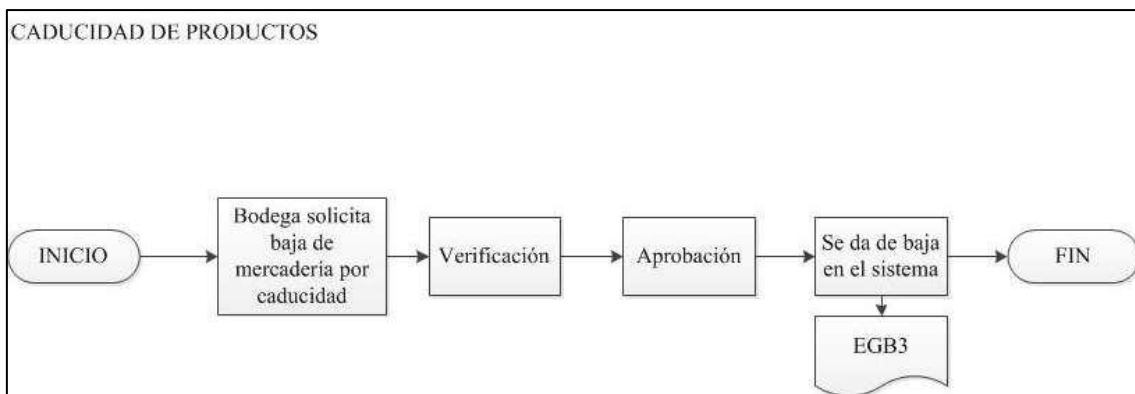 CADUCIDAD DE PRODUCTOS
INICIO
Bodega solicita
baja de
mercadería por
caducidad
Verificación
Aprobación
Se da de baja
en el sistema
FIN
EGB3